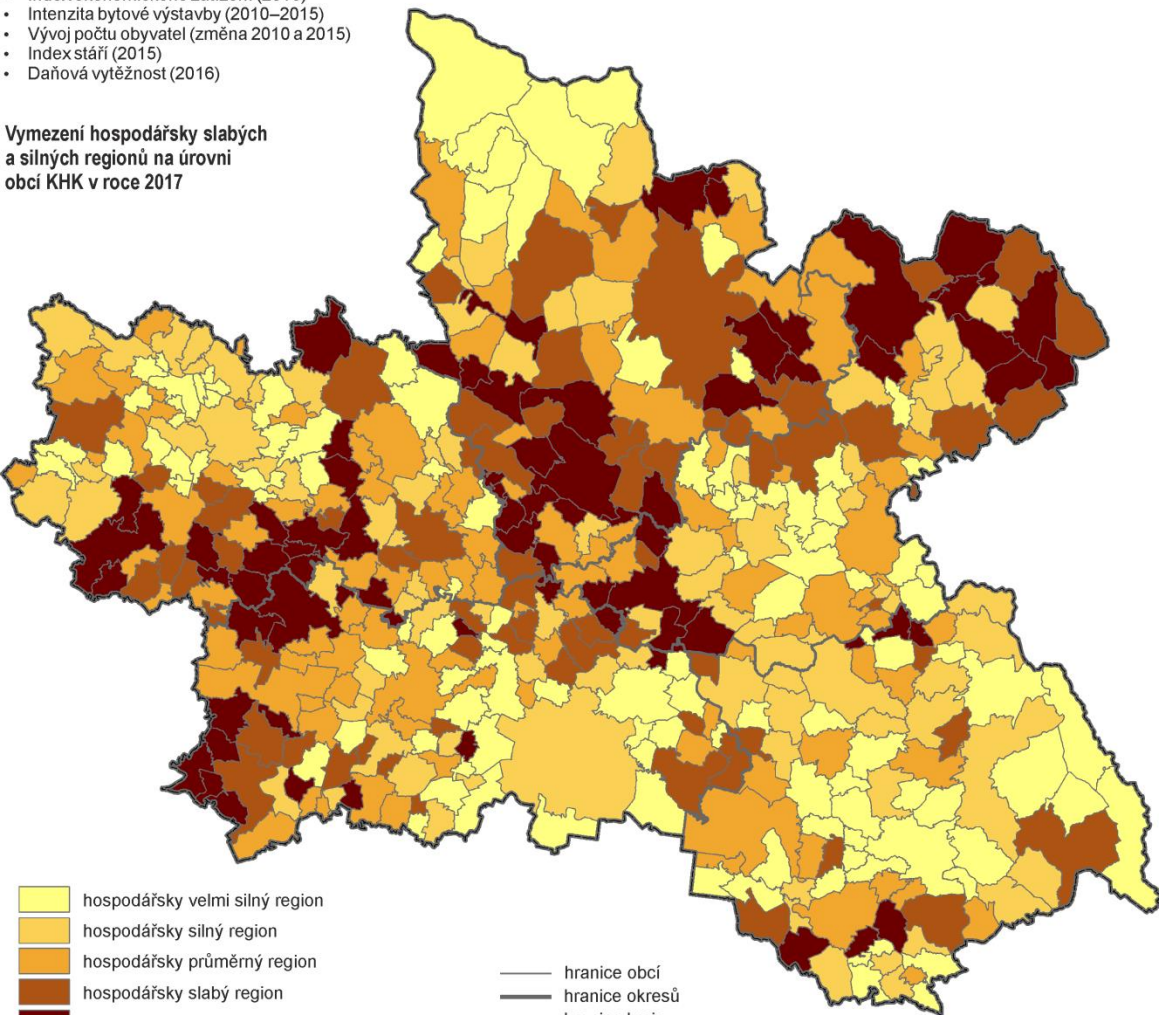 • Intenzita bytové výstavby (2010–2015)
• Vývoj počtu obyvatel (změna 2010 a 2015)
• Index stáří (2015)
• Daňová vytěžnost (2016)
Vymezení hospodářsky slabých
a silných regionů na úrovni
obcí KHK v roce 2017
hospodářsky velmi silný region
hospodářsky silný region
hospodářsky průměrný region
hospodářsky slabý region
hranice obcí
hranice okresů